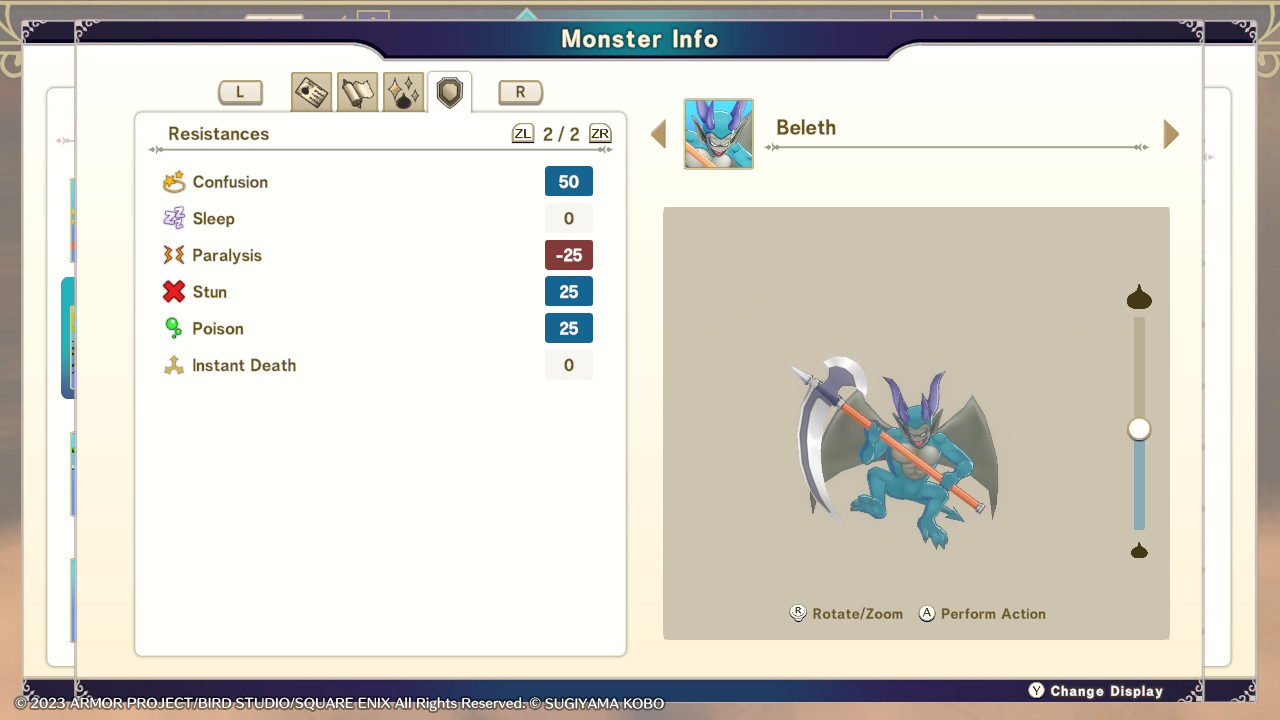 Monster Info
L
R
Resistances
ZL 2 / 2 ZR
Confusion 50
Sleep 0
Paralysis -25
Stun 25
Poison 25
Instant Death 0
Beleth
R Rotate/Zoom A Perform Action
Y Change Display
© 2023 ARMOR PROJECT/BIRD STUDIO/SQUARE ENIX All Rights Reserved. © SUGIYAMA KOBO